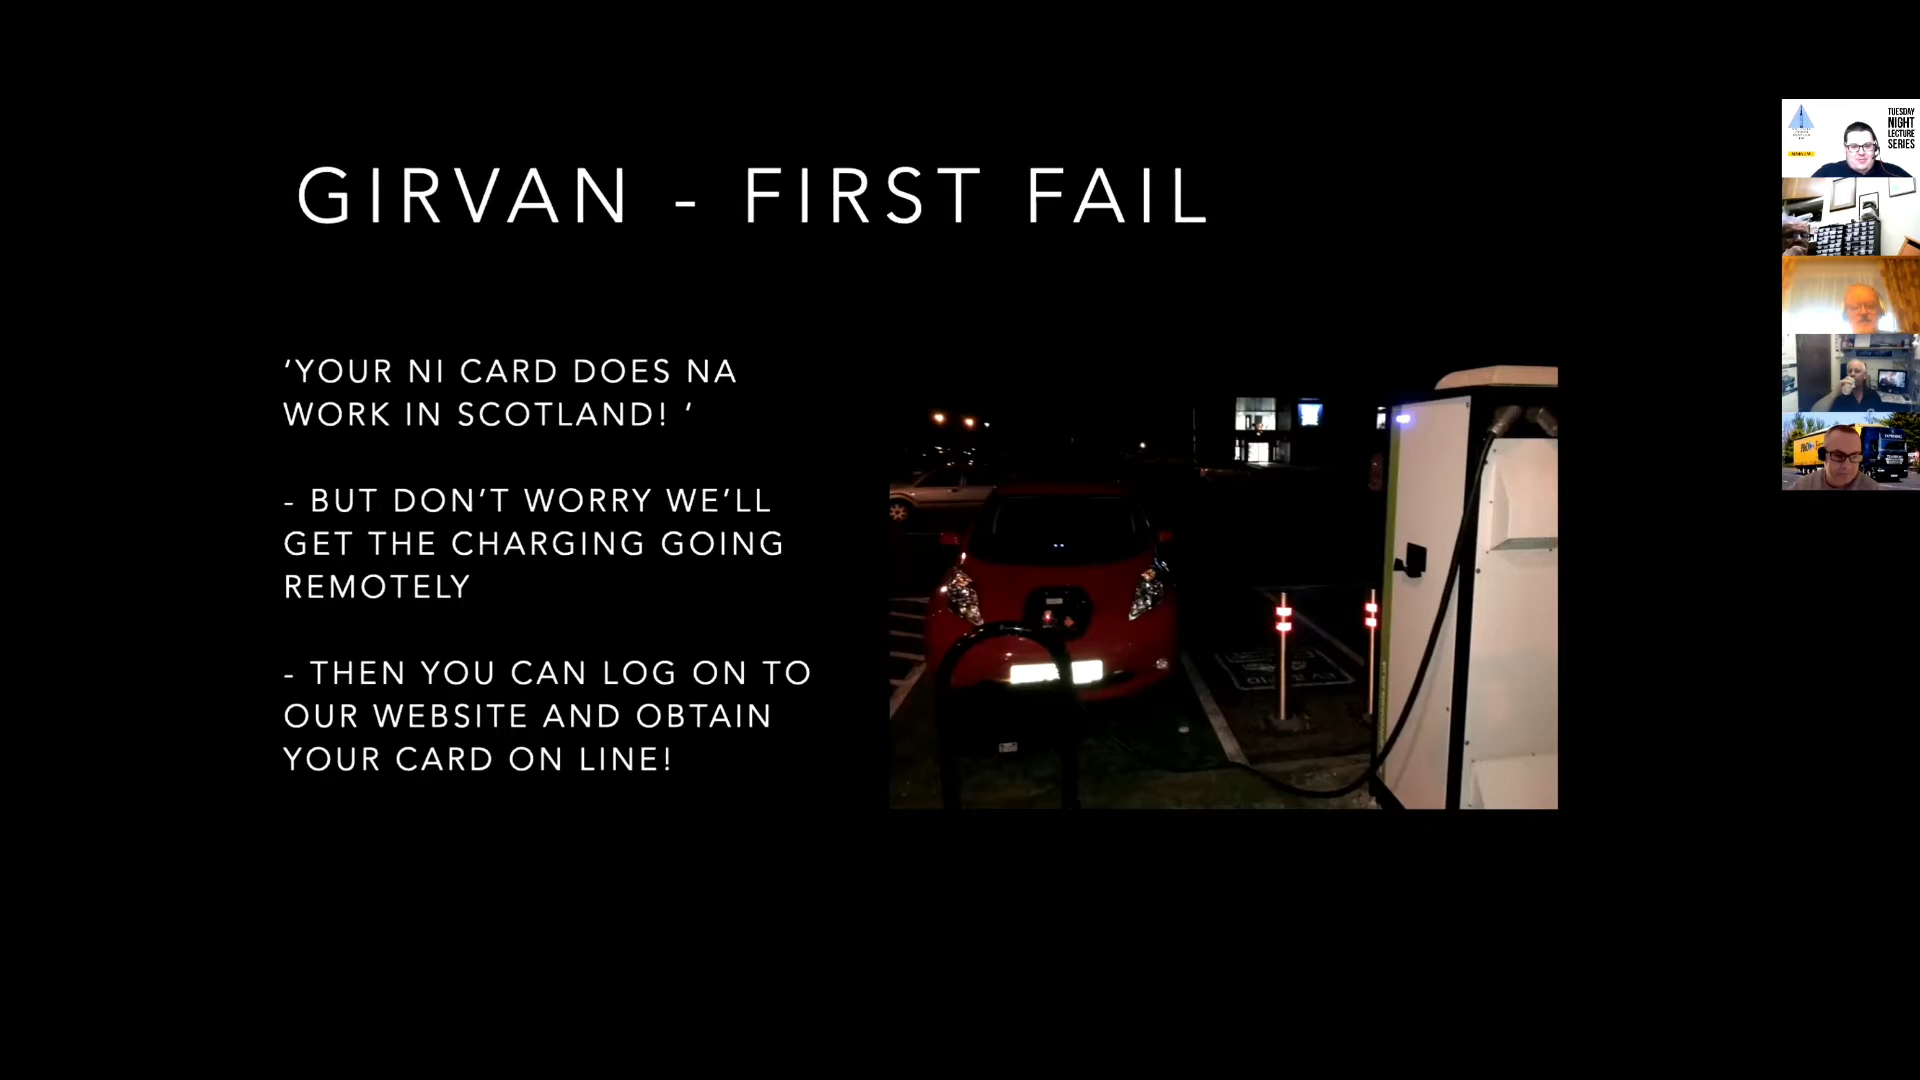 GIRVAN - FIRST FAIL
‘YOUR NI CARD DOES NA
WORK IN SCOTLAND! ‘
- BUT DON’T WORRY WE’LL
GET THE CHARGING GOING
REMOTELY
- THEN YOU CAN LOG ON TO
OUR WEBSITE AND OBTAIN
YOUR CARD ON LINE!
TUESDAY
NIGHT
LECTURE
SERIES